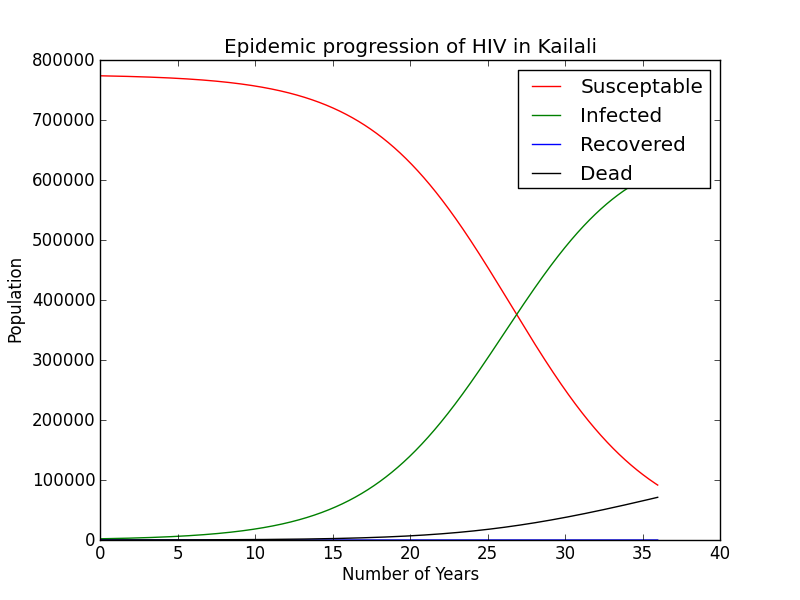 Epidemic progression of HIV in Kailali
800000
700000
600000
500000
400000
300000
200000
100000
0
Population
Susceptable
Infected
Recovered
Dead
0 5 10 15 20 25 30 35 40
Number of Years